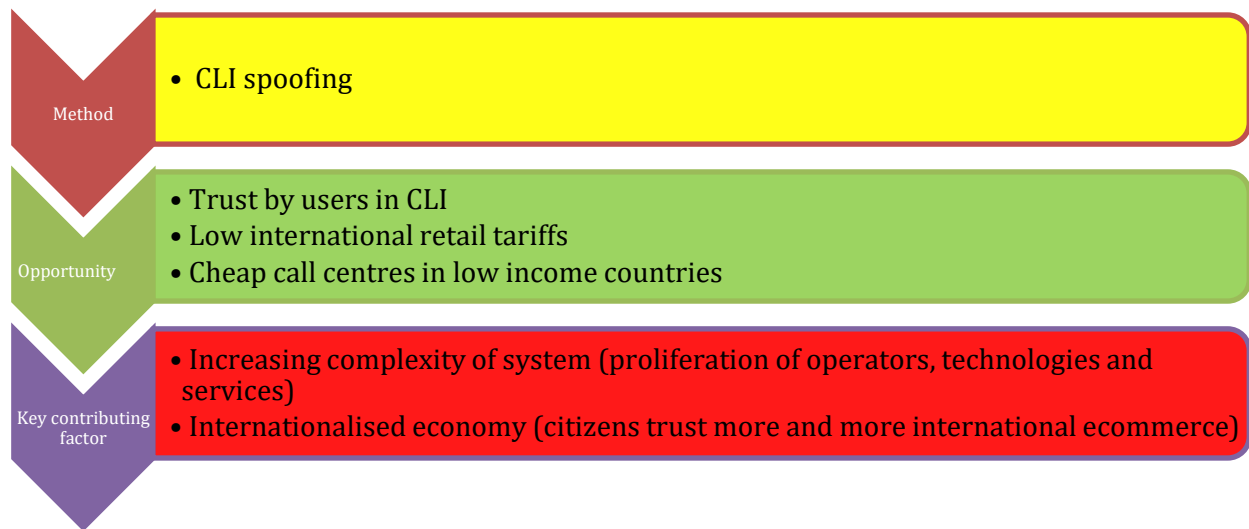 Method
• CLI spoofing
Opportunity
• Trust by users in CLI
• Low international retail tariffs
• Cheap call centres in low income countries
Key contributing
factor
• Increasing complexity of system (proliferation of operators, technologies and
services)
• Internationalised economy (citizens trust more and more international ecommerce)